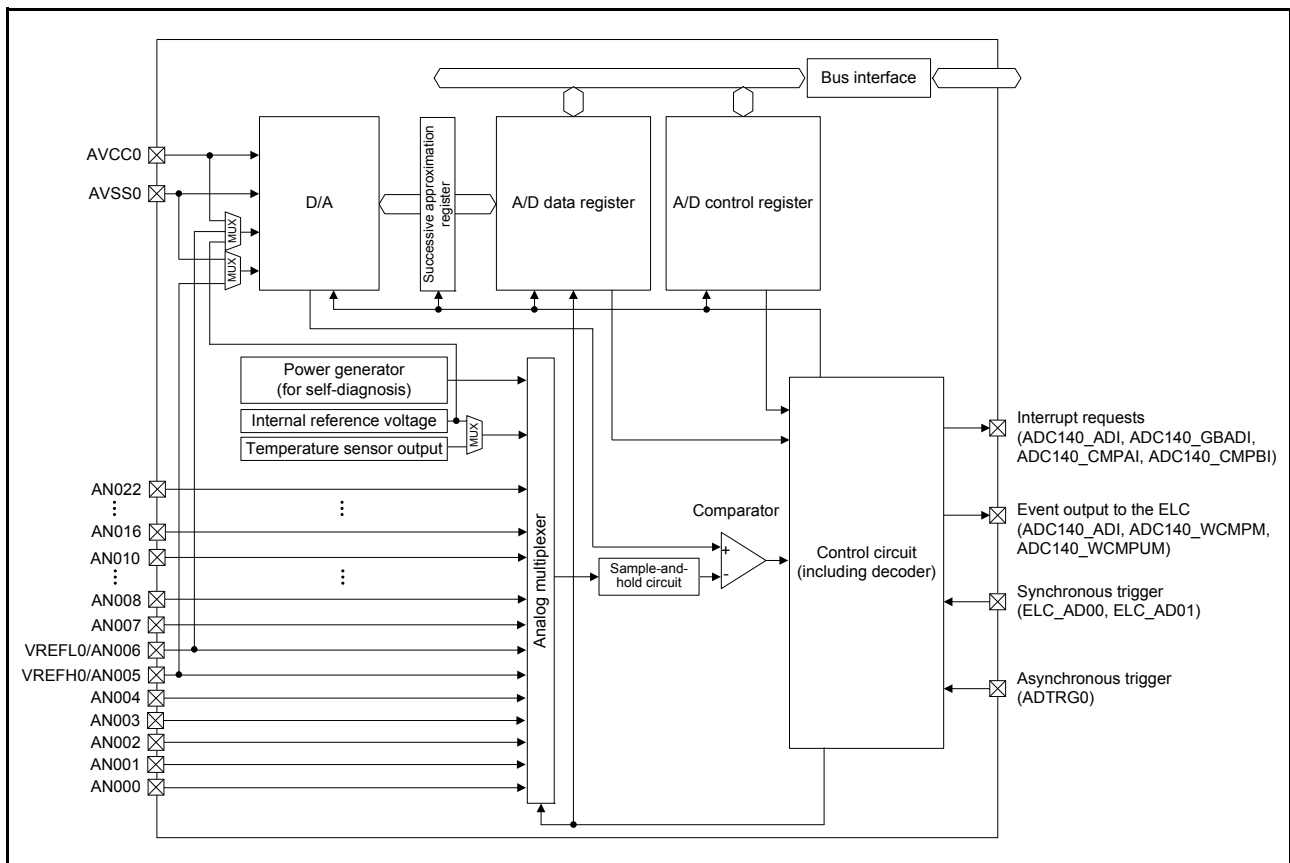 Bus interface
AVCC0
AVSS0
MUX
MUX
D/A
Successive approximation
register
A/D data register
A/D control register
Power generator
(for self-diagnosis)
Internal reference voltage
Temperature sensor output
MUX
AN022
AN016
AN010
AN008
AN007
VREFL0/AN006
VREFH0/AN005
AN004
AN003
AN002
AN001
AN000
Analog multiplexer
Sample-and-
hold circuit
Comparator
+
-
Control circuit
(including decoder)
Interrupt requests
(ADC140_ADI, ADC140_GBADI,
ADC140_CMPAI, ADC140_CMPBI)
Event output to the ELC
(ADC140_ADI, ADC140_WCMPM,
ADC140_WCMPUM)
Synchronous trigger
(ELC_AD00, ELC_AD01)
Asynchronous trigger
(ADTRG0)